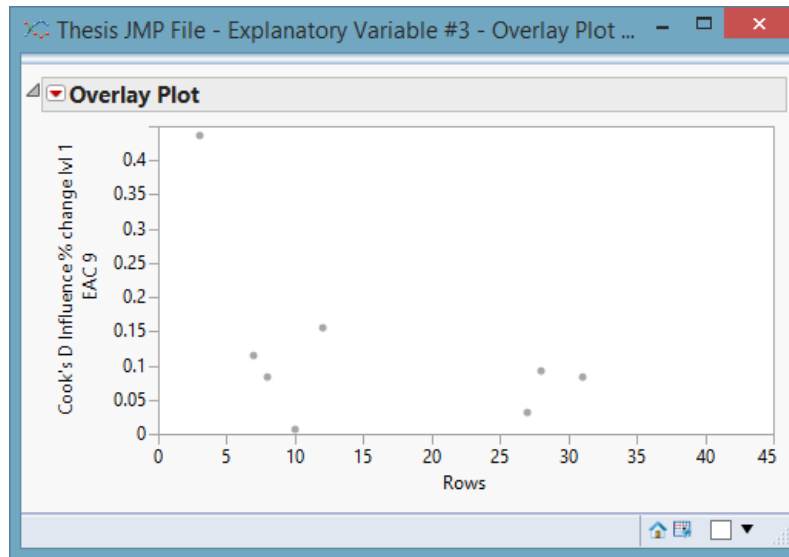 Thesis JMP File - Explanatory Variable #3 - Overlay Plot ...
Overlay Plot
Cook's D Influence % change lvl 1
EAC 9
0.4
0.35
0.3
0.25
0.2
0.15
0.1
0.05
0
0 5 10 15 20 25 30 35 40 45
Rows